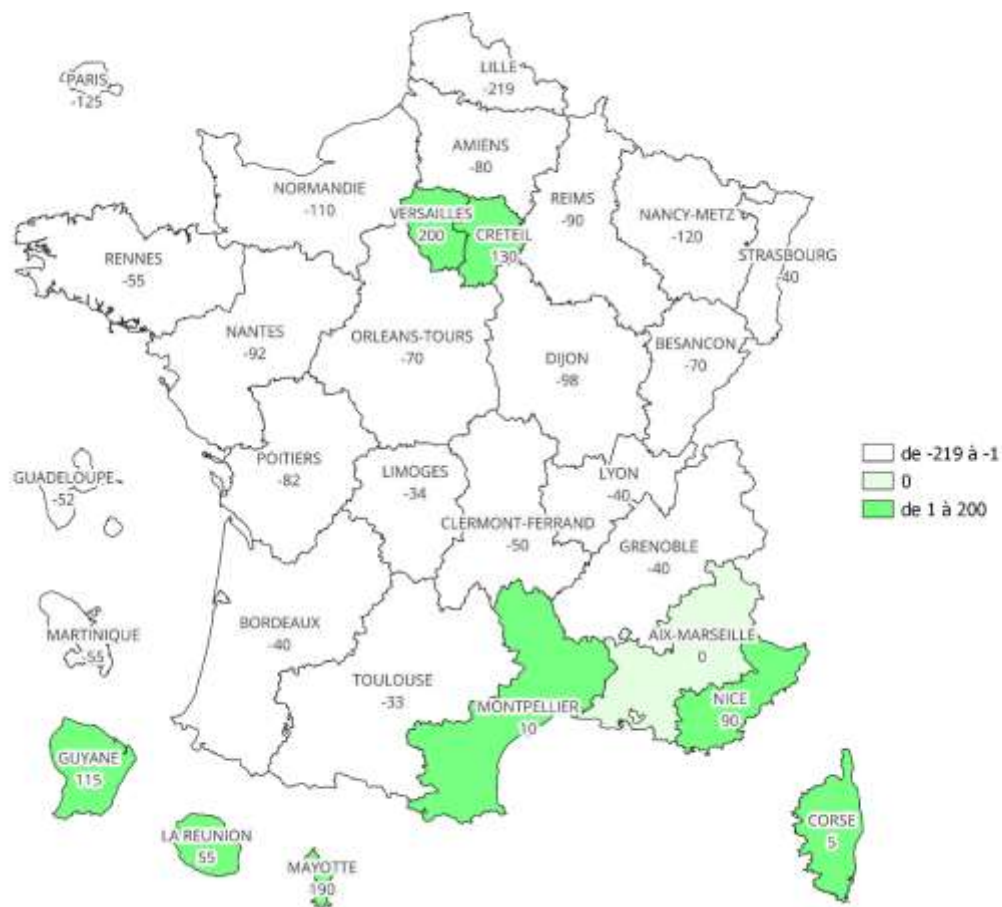 LILLE
-219
PARIS
-125
AMIENS
-80
NORMANDIE
-110
REIMS
-90
VERSAILLES
200
NANCY-METZ
-120
CRETEIL
130
STRASBOURG
-40
RENNES
-55
NANTES
-92
ORLEANS-TOURS
-70
DIJON
-98
BESANCON
-70
POITIERS
-82
LIMOGES
-34
LYON
-40
GUADELOUPE
-52
CLERMONT-FERRAND
-50
GRENOBLE
-40
de -219 à -1
0
de 1 à 200
BORDEAUX
-40
MARTINIQUE
-55
AIX-MARSEILLE
0
TOULOUSE
-33
MONTPELLIER
10
NICE
90
GUYANE
115
LA REUNION
55
MAYOTTE
190
CORSE
5